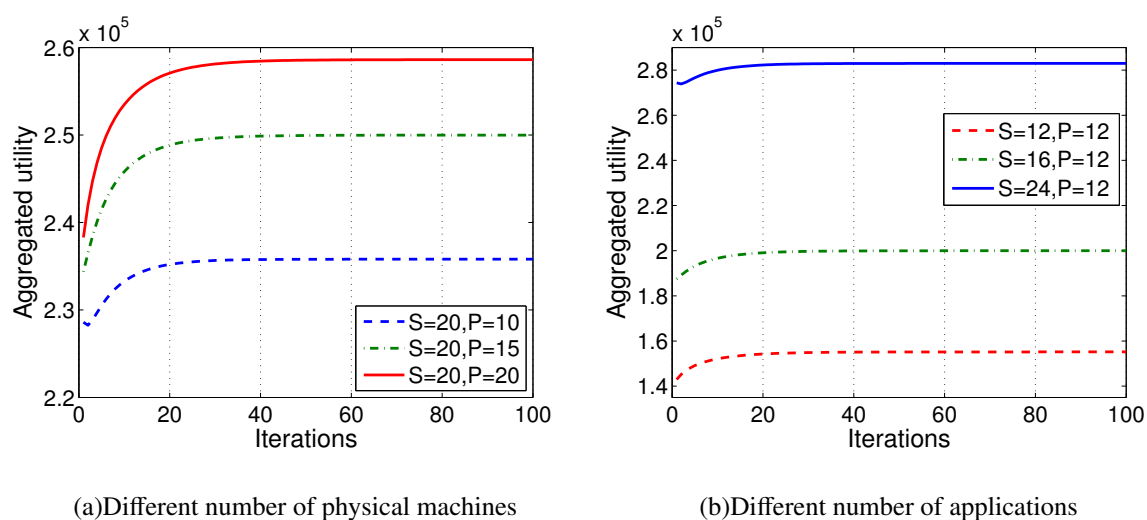 x 10^5
2.6
2.5
2.4
2.3
2.2
Aggregated utility
S=20,P=10
S=20,P=15
S=20,P=20
0 20 40 60 80 100
Iterations
(a)Different number of physical machines
x 10^5
2.8
2.6
2.4
2.2
2
1.8
1.6
1.4
Aggregated utility
S=12,P=12
S=16,P=12
S=24,P=12
0 20 40 60 80 100
Iterations
(b)Different number of applications